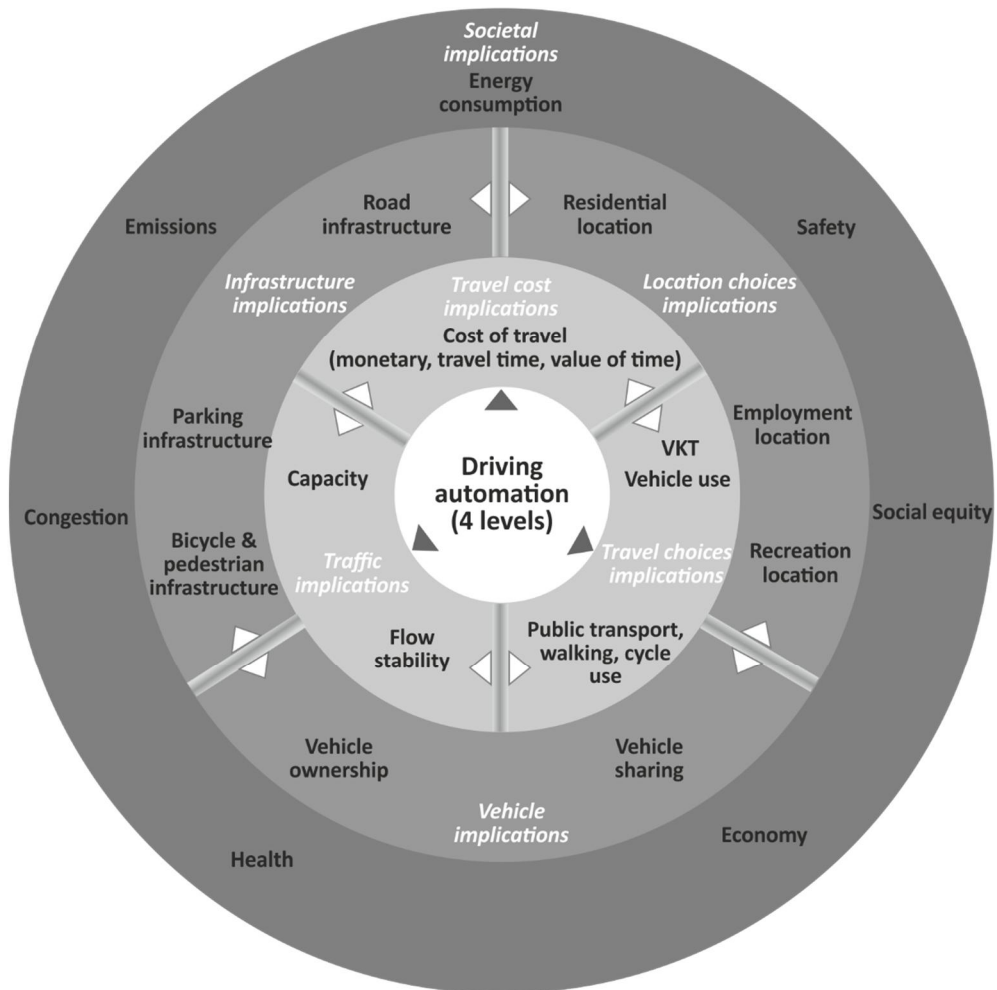 Societal
implications
Energy
consumption
Emissions
Safety
Congestion
Social equity
Health
Economy
Road
infrastructure
Residential
location
Infrastructure
implications
Location choices
implications
Parking
infrastructure
Employment
location
Bicycle &
pedestrian
infrastructure
Recreation
location
Vehicle
ownership
Vehicle
sharing
Vehicle
implications
Travel cost
implications
Cost of travel
(monetary, travel time, value of time)
Capacity
VKT
Vehicle use
Traffic
implications
Travel choices
implications
Flow
stability
Public transport,
walking, cycle
use
Driving
automation
(4 levels)